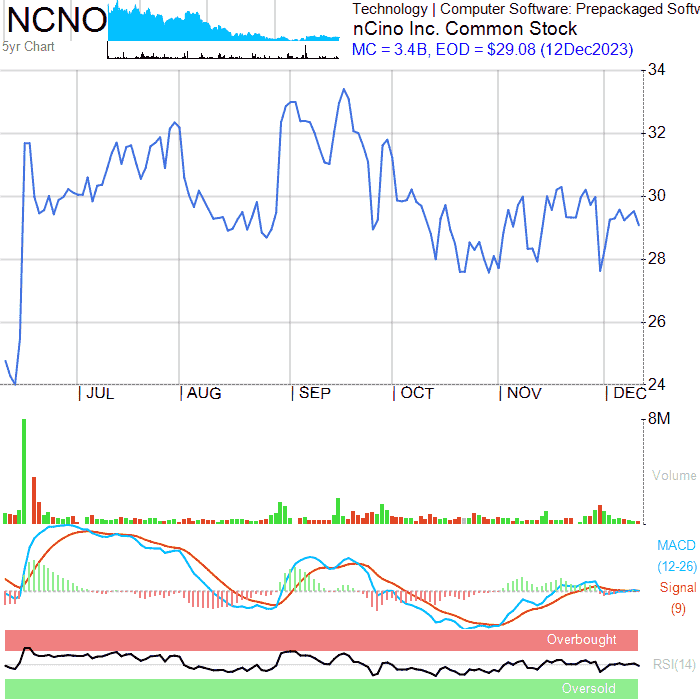 NCNO
5yr Chart
Technology | Computer Software: Prepackaged Softw
nCino Inc. Common Stock
MC = 3.4B, EOD = $29.08 (12Dec2023)
34
32
30
28
26
24
| JUL | AUG | SEP | OCT | NOV | DEC
8M
Volume
MACD
(12-26)
Signal
(9)
Overbought
RSI(14)
Oversold